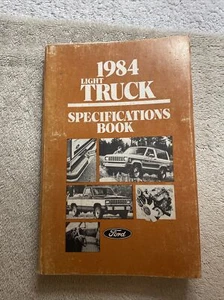 1984
LIGHT
TRUCK
SPECIFICATIONS
BOOK
Ford